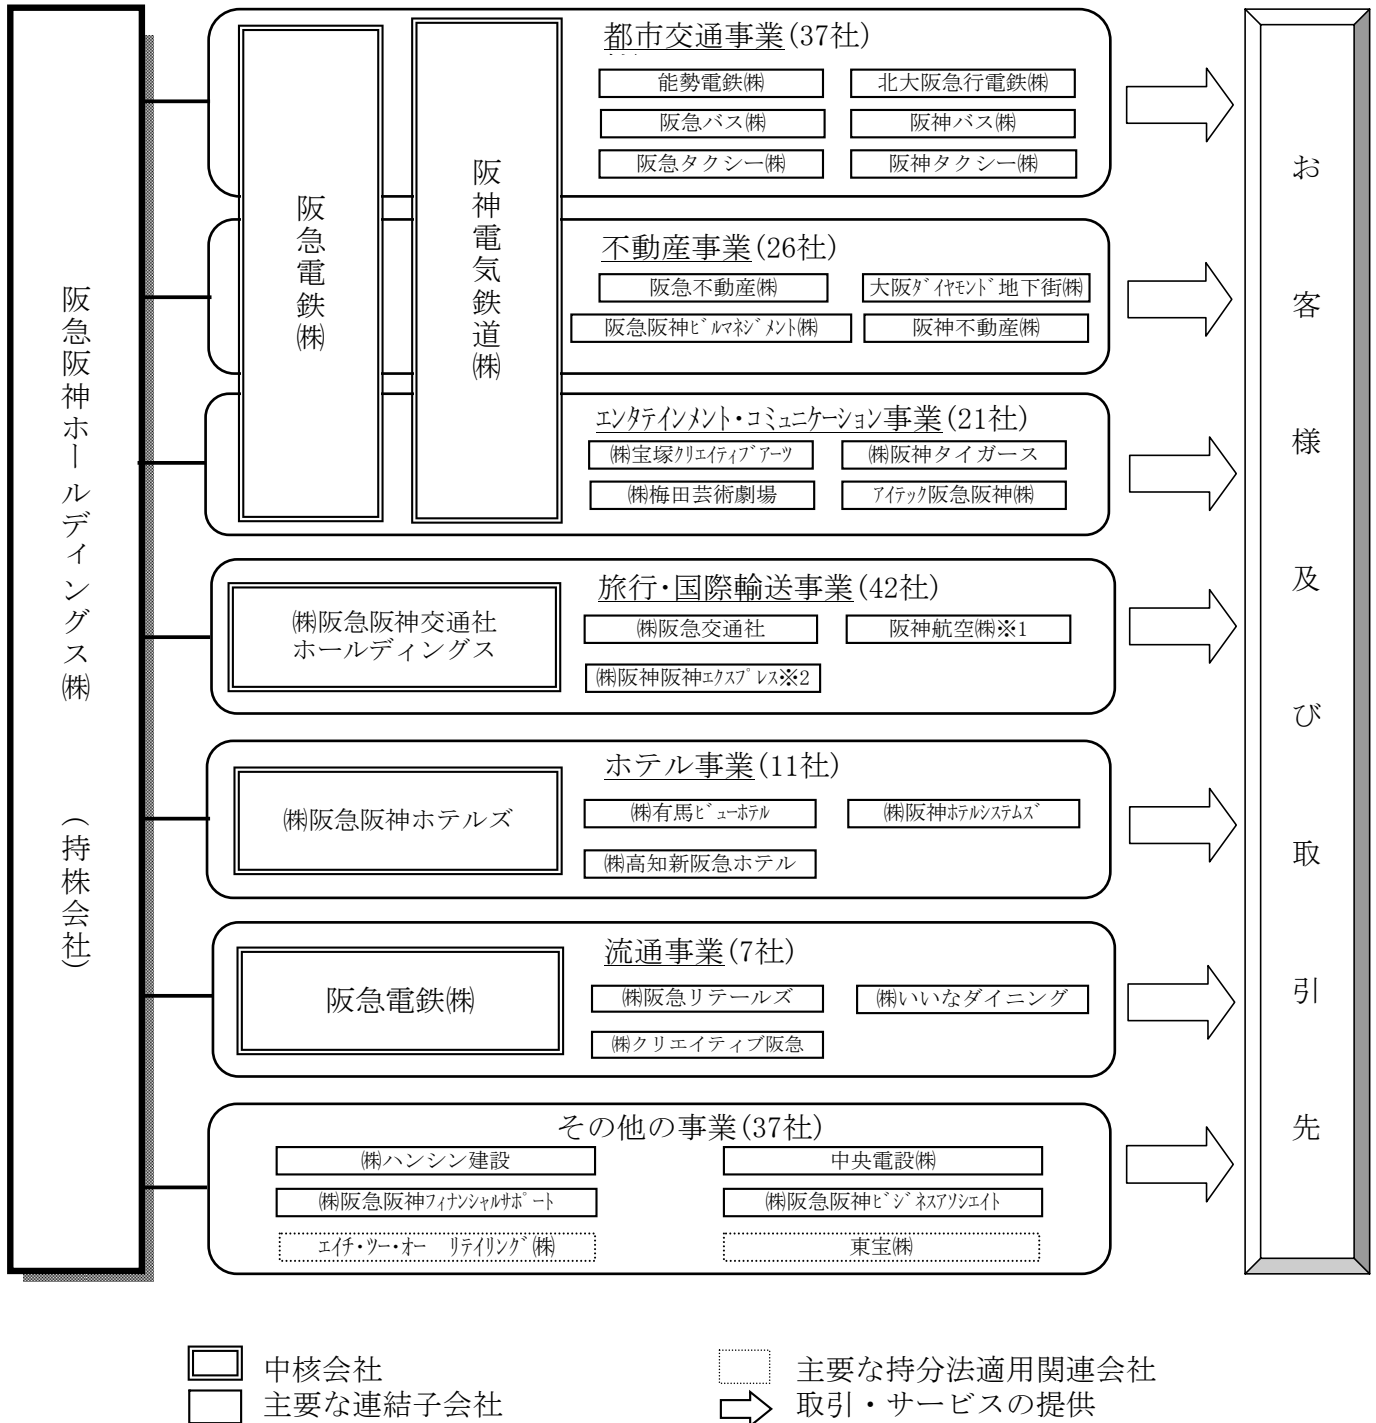 阪急阪神ホールディングス㈱ （持株会社）
阪急電鉄㈱
阪神電気鉄道㈱
都市交通事業(37社)
能勢電鉄㈱
北大阪急行電鉄㈱
阪急バス㈱
阪神バス㈱
阪急タクシー㈱
阪神タクシー㈱
不動産事業(26社)
阪急不動産㈱
大阪ﾀﾞｲﾔﾓﾝﾄﾞ地下街㈱
阪急阪神ﾋﾞﾙﾏﾈｼﾞﾒﾝﾄ㈱
阪神不動産㈱
ｴﾝﾀﾃｲﾝﾒﾝﾄ・ｺﾐｭﾆｹｰｼｮﾝ事業(21社)
㈱宝塚ｸﾘｴｲﾃｨﾌﾞｱｰﾂ
㈱阪神タイガース
㈱梅田芸術劇場
ｱｲﾃｯｸ阪急阪神㈱
旅行・国際輸送事業(42社)
㈱阪急阪神交通社
ホールディングス
㈱阪急交通社
阪神航空㈱※1
㈱阪神阪神ｴｸｽﾌﾟﾚｽ※2
ホテル事業(11社)
㈱阪急阪神ホテルズ
㈱有馬ﾋﾞｭｰﾎﾃﾙ
㈱阪神ﾎﾃﾙｼｽﾃﾑｽﾞ
㈱高知新阪急ホテル
流通事業(7社)
阪急電鉄㈱
㈱阪急リテールズ
㈱いいなダイニング
㈱クリエイティブ阪急
その他の事業(37社)
㈱ハンシン建設
中央電設㈱
㈱阪急阪神ﾌｨﾅﾝｼｬﾙｻﾎﾟｰﾄ
㈱阪急阪神ﾋﾞｼﾞﾈｽｱｿｼｴｲﾄ
ｴｲﾁ・ﾂｰ・ｵｰ ﾘﾃｲﾘﾝｸﾞ㈱
東宝㈱
お客様及び取引先
中核会社
主要な持分法適用関連会社
主要な連結子会社
取引・サービスの提供